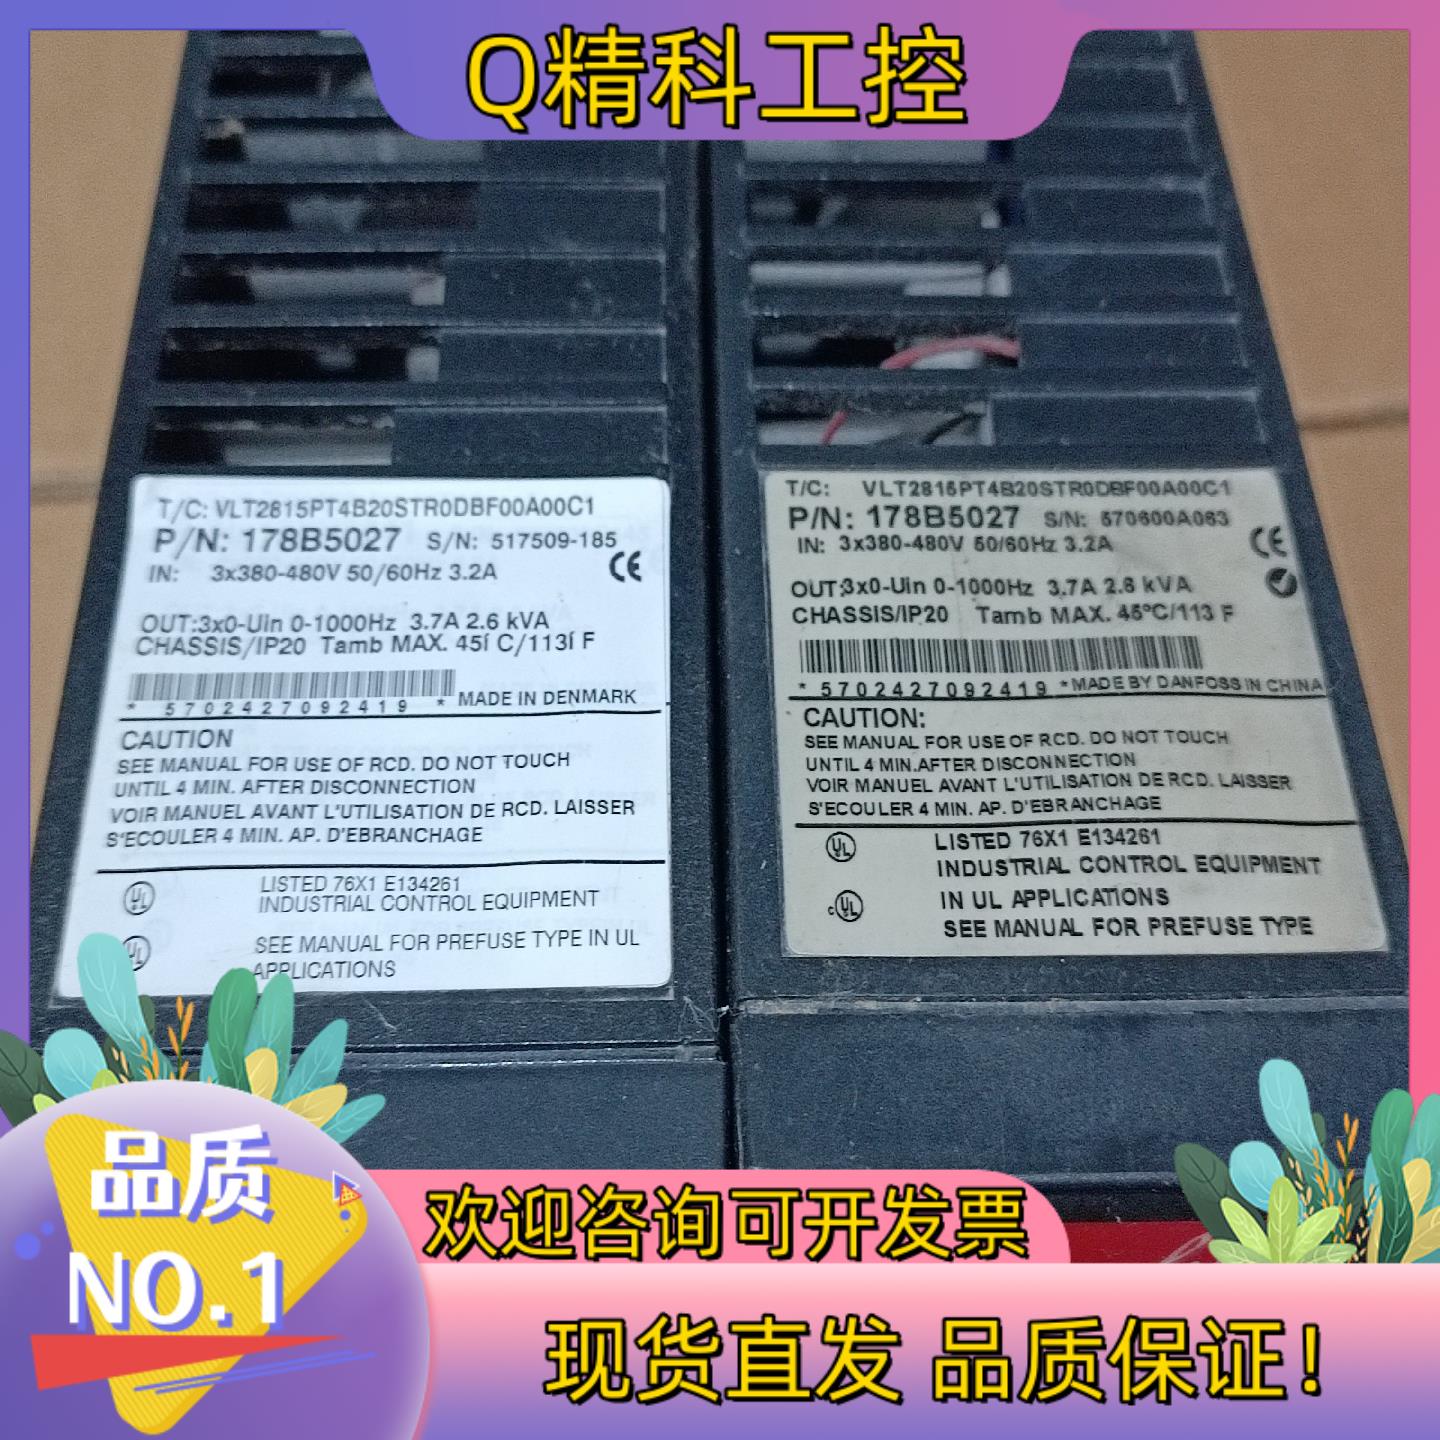 Q精科工控
T/C: VLT2815PT4B20STR0DBF00A00C1
P/N: 178B5027 S/N: 517509-185
IN: 3x380-480V 50/60Hz 3.2A
CE
OUT:3x0-UIn 0-1000Hz 3.7A 2.6 kVA
CHASSIS/IP20 Tamb MAX. 45í C/113í F
* 5702427092419 * MADE IN DENMARK
CAUTION
SEE MANUAL FOR USE OF RCD. DO NOT TOUCH
UNTIL 4 MIN. AFTER DISCONNECTION
VOIR MANUEL AVANT L'UTILISATION DE RCD. LAISSER
S'ECOULER 4 MIN. AP. D'EBRANCHAGE
UL
LISTED 76X1 E134261
INDUSTRIAL CONTROL EQUIPMENT
UL
SEE MANUAL FOR PREFUSE TYPE IN UL
APPLICATIONS
T/C: VLT2815PT4B20STR0DBF00A00C1
P/N: 178B5027 S/N: 570600A063
IN: 3x380-480V 50/60Hz 3.2A
CE
OUT:3x0-UIn 0-1000Hz 3.7A 2.6 kVA
CHASSIS/IP20 Tamb MAX. 45°C/113 F
* 5702427092419 *MADE BY DANFOSS IN CHINA
CAUTION:
SEE MANUAL FOR USE OF RCD. DO NOT TOUCH
UNTIL 4 MIN.AFTER DISCONNECTION
VOIR MANUEL AVANT L'UTILISATION DE RCD. LAISSER
S'ECOULER 4 MIN. AP. D'EBRANCHAGE
UL
LISTED 76X1 E134261
INDUSTRIAL CONTROL EQUIPMENT
c UL
IN UL APPLICATIONS
SEE MANUAL FOR PREFUSE TYPE
品质
NO.1
欢迎咨询可开发票
现货直发 品质保证!